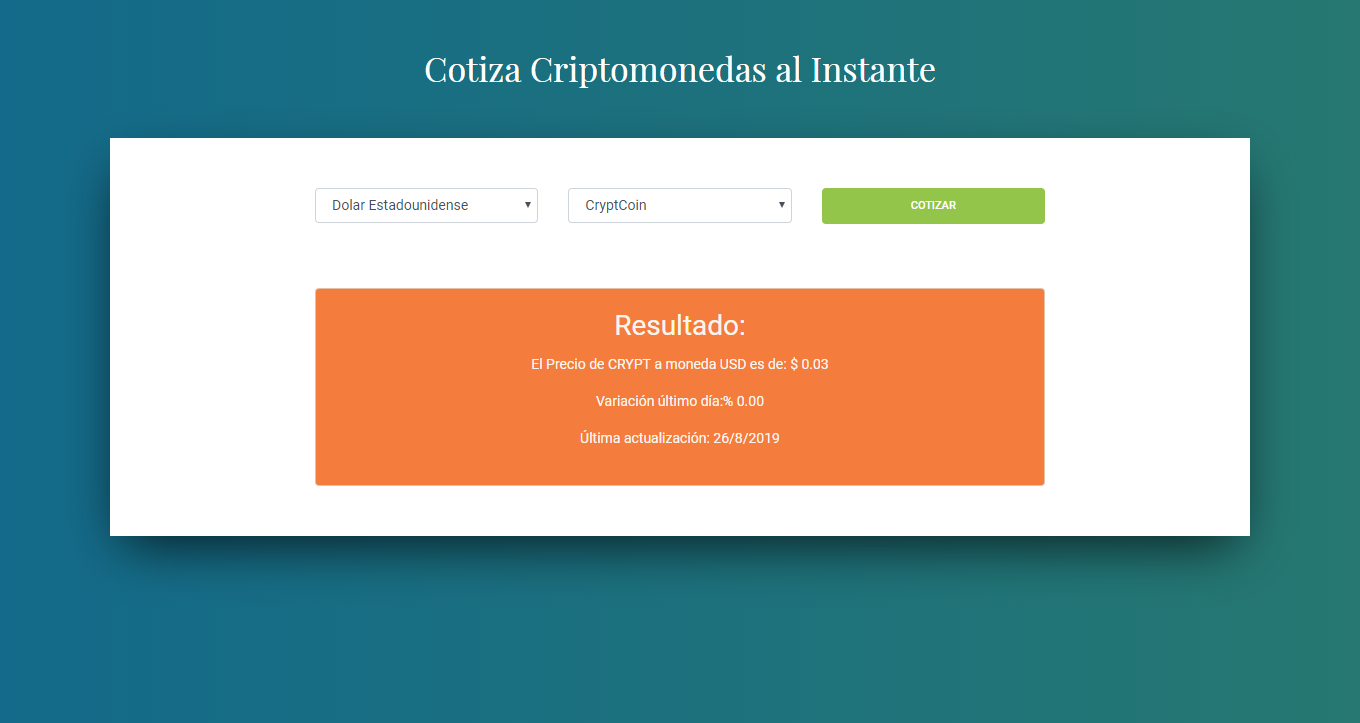 Cotiza Criptomonedas al Instante
Dolar Estadounidense
CryptCoin
COTIZAR
Resultado:
El Precio de CRYPT a moneda USD es de: $ 0.03
Variación último día:% 0.00
Última actualización: 26/8/2019